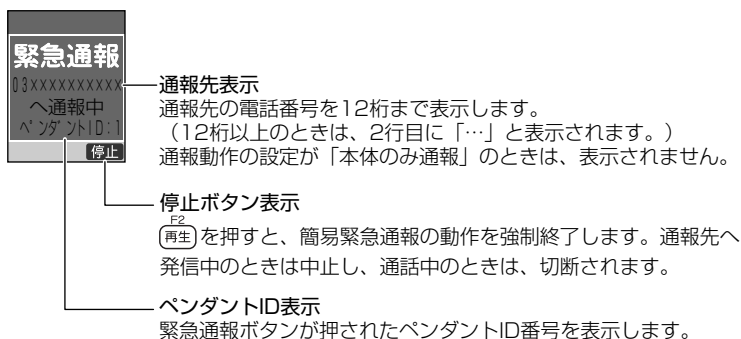 緊急通報
03xxxxxxxxxx
へ通報中
ﾍﾟﾝﾀﾞﾝﾄID:1
停止
通報先表示
通報先の電話番号を12桁まで表示します。
（12桁以上のときは、2行目に「…」と表示されます。）
通報動作の設定が「本体のみ通報」のときは、表示されません。
停止ボタン表示
F2
再生を押すと、簡易緊急通報の動作を強制終了します。通報先へ
発信中のときは中止し、通話中のときは、切断されます。
ペンダントID表示
緊急通報ボタンが押されたペンダントID番号を表示します。